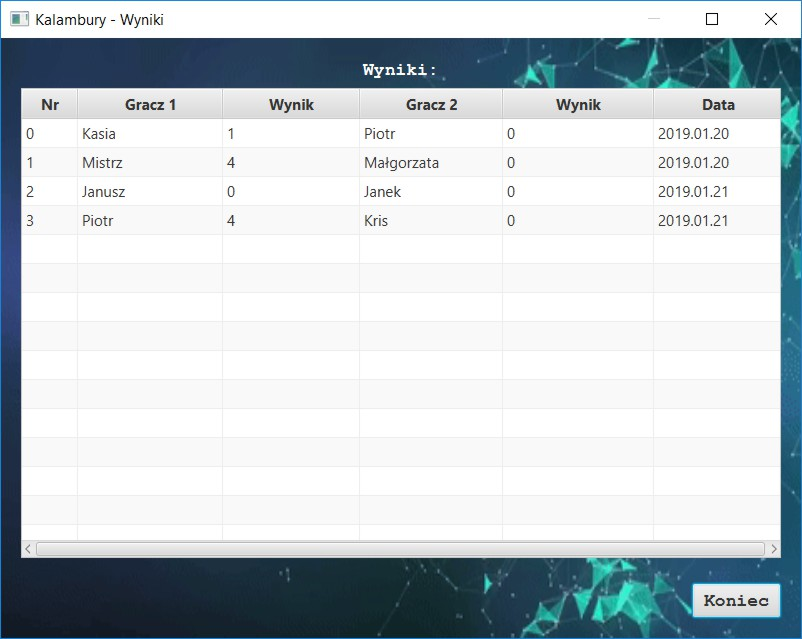 Kalambury - Wyniki
Wyniki:
Nr Gracz 1 Wynik Gracz 2 Wynik Data
0 Kasia 1 Piotr 0 2019.01.20
1 Mistrz 4 Małgorzata 0 2019.01.20
2 Janusz 0 Janek 0 2019.01.21
3 Piotr 4 Kris 0 2019.01.21
Koniec